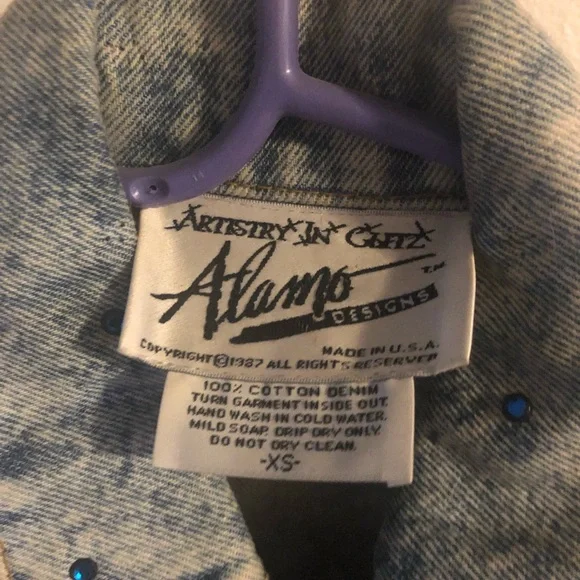 ARTISTRY IN GLITZ
Alamo TM
DESIGNS
MADE IN U.S.A.
COPYRIGHT©1987 ALL RIGHTS RESERVED
100% COTTON DENIM
TURN GARMENT INSIDE OUT.
HAND WASH IN COLD WATER.
MILD SOAP. DRIP DRY ONLY.
DO NOT DRY CLEAN.
-XS-